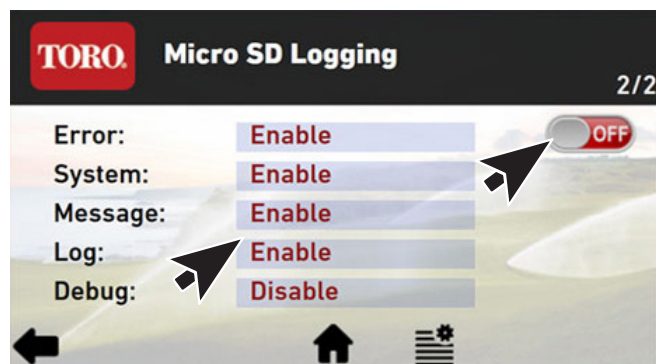 TORO. Micro SD Logging
2/2
Error: Enable OFF
System: Enable
Message: Enable
Log: Enable
Debug: Disable